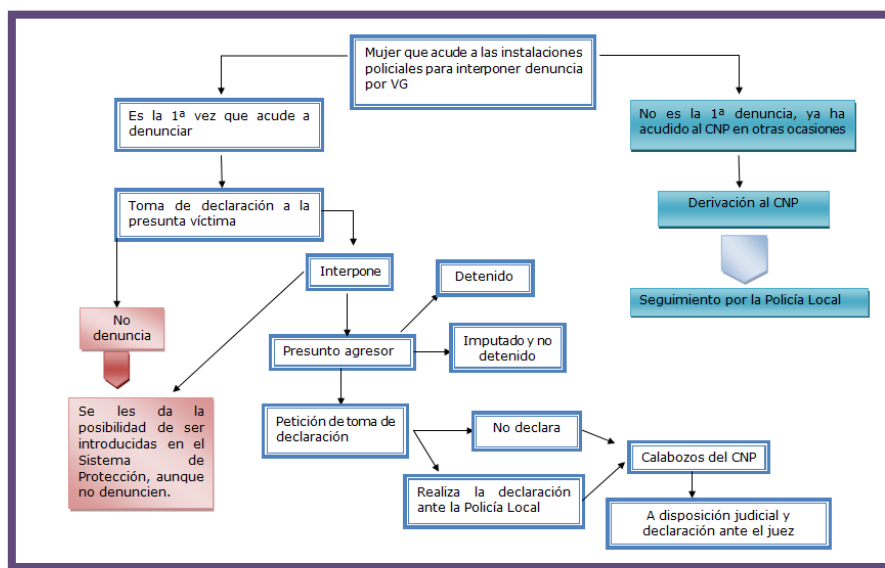 Mujer que acude a las instalaciones
policiales para interponer denuncia
por VG
Es la 1ª vez que acude a
denunciar
No es la 1ª denuncia, ya ha
acudido al CNP en otras ocasiones
Toma de declaración a la
presunta víctima
Derivación al CNP
Interpone
Detenido
Seguimiento por la Policía Local
No
denuncia
Presunto agresor
Imputado y no
detenido
Se les da la
posibilidad de ser
introducidas en el
Sistema de
Protección, aunque
no denuncien.
Petición de toma de
declaración
No declara
Calabozos del CNP
Realiza la declaración
ante la Policía Local
A disposición judicial y
declaración ante el juez